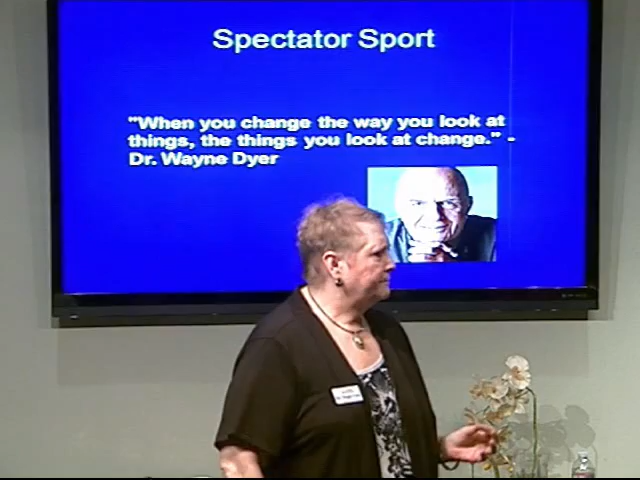 Spectator Sport
"When you change the way you look at
things, the things you look at change." -
Dr. Wayne Dyer